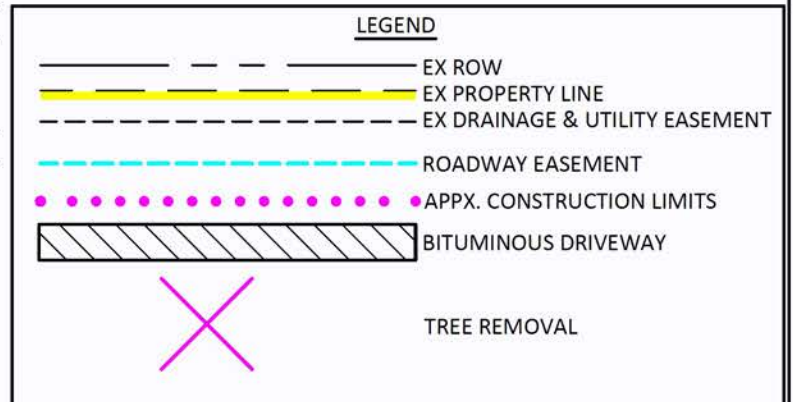 LEGEND
EX ROW
EX PROPERTY LINE
EX DRAINAGE & UTILITY EASEMENT
ROADWAY EASEMENT
APPX. CONSTRUCTION LIMITS
BITUMINOUS DRIVEWAY
TREE REMOVAL